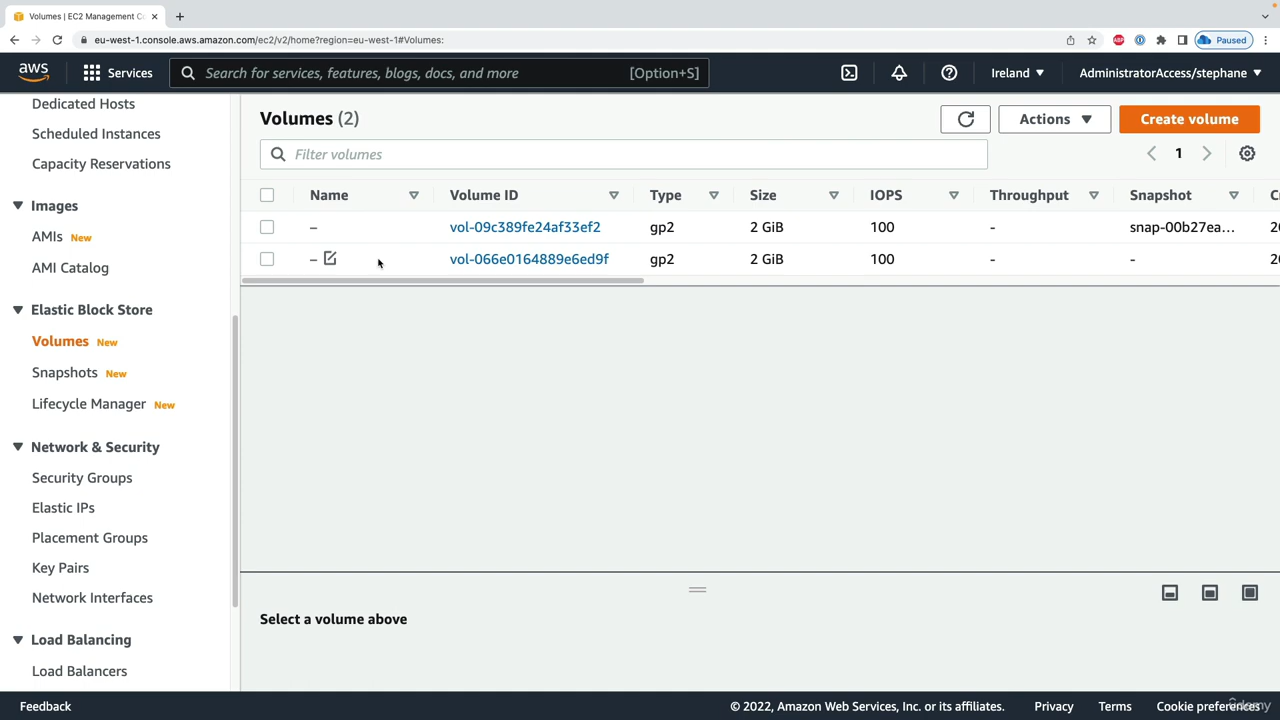 Volumes | EC2 Management Co
eu-west-1.console.aws.amazon.com/ec2/v2/home?region=eu-west-1#Volumes:
ABP
Paused
aws
Services
Search for services, features, blogs, docs, and more
[Option+S]
Ireland
AdministratorAccess/stephane
Dedicated Hosts
Scheduled Instances
Capacity Reservations
Images
AMIs New
AMI Catalog
Elastic Block Store
Volumes New
Snapshots New
Lifecycle Manager New
Network & Security
Security Groups
Elastic IPs
Placement Groups
Key Pairs
Network Interfaces
Load Balancing
Load Balancers
Volumes (2)
Actions
Create volume
Filter volumes
1
Name Volume ID Type Size IOPS Throughput Snapshot C
– vol-09c389fe24af33ef2 gp2 2 GiB 100 - snap-00b27ea... 20
– vol-066e0164889e6ed9f gp2 2 GiB 100 - - 20
Select a volume above
Feedback
© 2022, Amazon Web Services, Inc. or its affiliates.
Privacy
Terms
Cookie preferences
Udemy